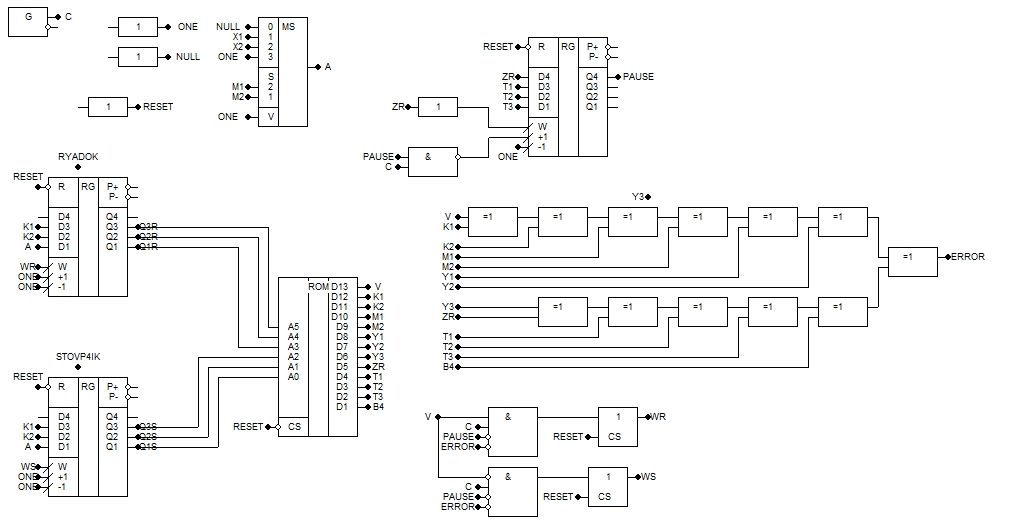 G C
1 ONE
1 NULL
1 RESET
NULL 0 MS
X1 1
X2 2
ONE 3
A
S
M1 2
M2 1
ONE V
RESET R RG P+
P-
ZR D4 Q4 PAUSE
T1 D3 Q3
T2 D2 Q2
T3 D1 Q1
ZR 1
W
+1
ONE -1
PAUSE &
C
RYADOK
RESET R RG P+
P-
D4 Q4
K1 D3 Q3 Q3R
K2 D2 Q2 Q2R
A D1 Q1 Q1R
WR W
ONE +1
ONE -1
STOVP4IK
RESET R RG P+
P-
D4 Q4
K1 D3 Q3 Q3S
K2 D2 Q2 Q2S
A D1 Q1 Q1S
WS W
ONE +1
ONE -1
ROM D13 V
D12 K1
D11 K2
D10 M1
A5 D9 M2
A4 D8 Y1
A3 D7 Y2
A2 D6 Y3
A1 D5 ZR
A0 D4 T1
D3 T2
D2 T3
D1 B4
RESET CS
Y3
V =1 =1 =1 =1 =1 =1
K1
K2
M1
M2
Y1
Y2
=1 ERROR
Y3 =1 =1 =1 =1 =1
ZR
T1
T2
T3
B4
V & 1 WR
C
PAUSE RESET CS
ERROR
& 1 WS
C
PAUSE RESET CS
ERROR